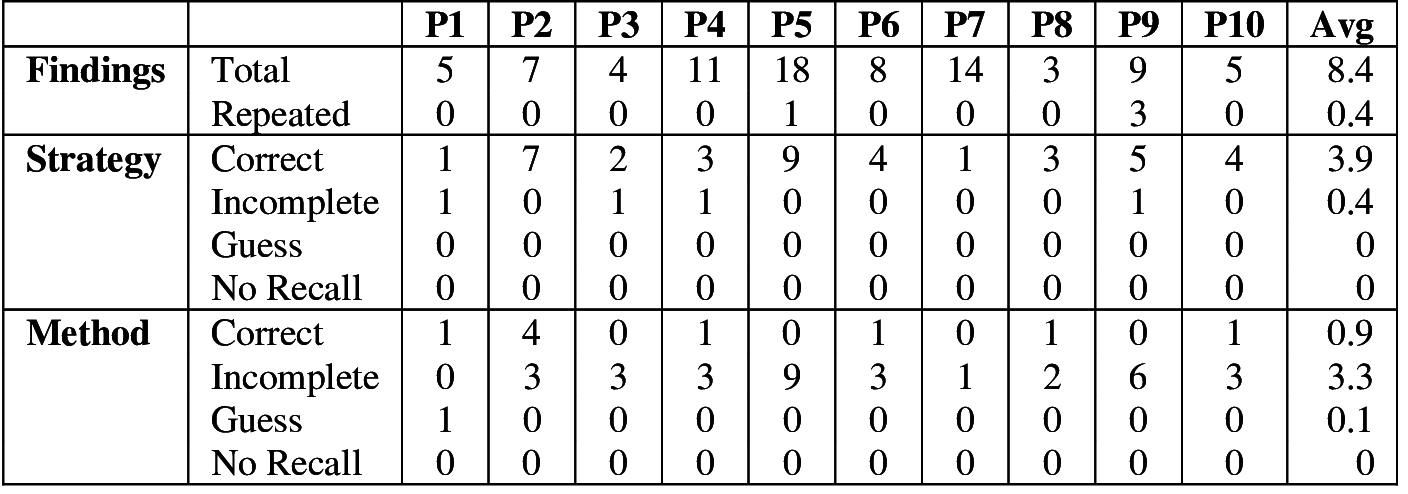 P1 P2 P3 P4 P5 P6 P7 P8 P9 P10 Avg
Findings Total 5 7 4 11 18 8 14 3 9 5 8.4
Repeated 0 0 0 0 1 0 0 0 3 0 0.4
Strategy Correct 1 7 2 3 9 4 1 3 5 4 3.9
Incomplete 1 0 1 1 0 0 0 0 1 0 0.4
Guess 0 0 0 0 0 0 0 0 0 0 0
No Recall 0 0 0 0 0 0 0 0 0 0 0
Method Correct 1 4 0 1 0 1 0 1 0 1 0.9
Incomplete 0 3 3 3 9 3 1 2 6 3 3.3
Guess 1 0 0 0 0 0 0 0 0 0 0.1
No Recall 0 0 0 0 0 0 0 0 0 0 0